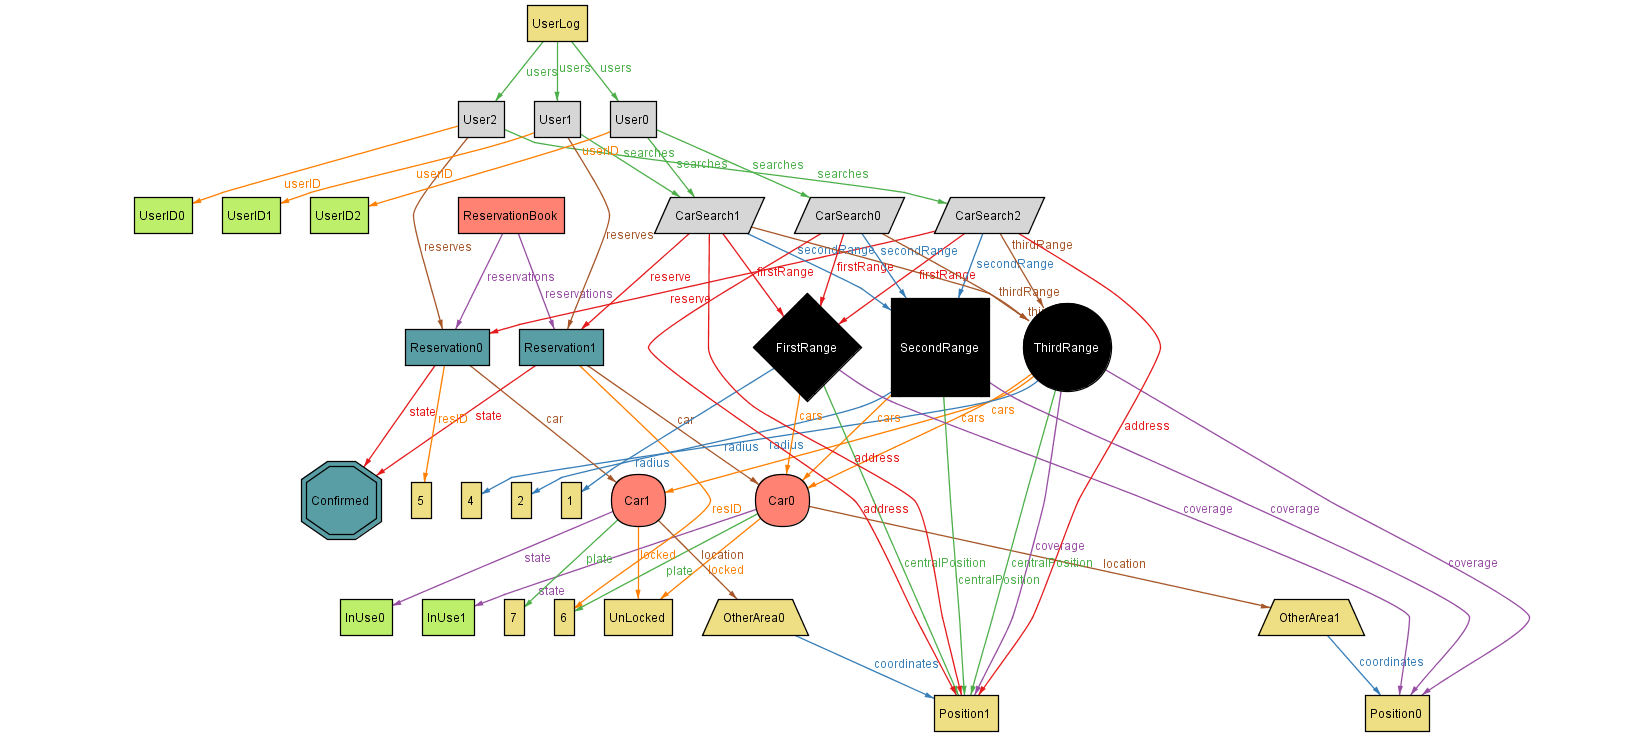 UserLog
users
users
users
User2
User1
User0
userID
searches
searches
searches
searches
userID
userID
UserID0
UserID1
UserID2
ReservationBook
CarSearch1
CarSearch0
CarSearch2
reserves
reserves
secondRange
secondRange
thirdRange
secondRange
reservations
reserve
firstRange
firstRange
firstRange
reservations
reserve
thirdRange
Reservation0
Reservation1
FirstRange
SecondRange
ThirdRange
state
resID
state
car
car
cars
cars
cars
cars
address
radius
radius
radius
address
Confirmed
5
4
2
1
Car1
Car0
resID
address
coverage
coverage
state
plate
locked
location
coverage
centralPosition
centralPosition
location
coverage
plate
locked
centralPosition
state
InUse0
InUse1
7
6
UnLocked
OtherArea0
OtherArea1
coordinates
coordinates
Position1
Position0